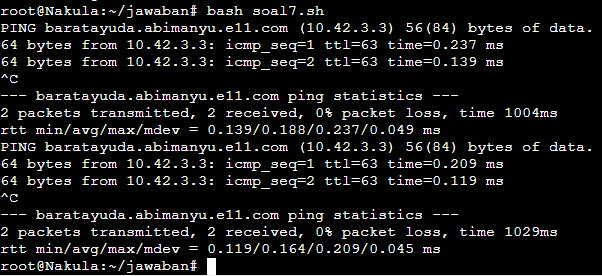 root@Nakula:~/jawaban# bash soal7.sh
PING baratayuda.abimanyu.e11.com (10.42.3.3) 56(84) bytes of data.
64 bytes from 10.42.3.3: icmp_seq=1 ttl=63 time=0.237 ms
64 bytes from 10.42.3.3: icmp_seq=2 ttl=63 time=0.139 ms
^C
--- baratayuda.abimanyu.e11.com ping statistics ---
2 packets transmitted, 2 received, 0% packet loss, time 1004ms
rtt min/avg/max/mdev = 0.139/0.188/0.237/0.049 ms
PING baratayuda.abimanyu.e11.com (10.42.3.3) 56(84) bytes of data.
64 bytes from 10.42.3.3: icmp_seq=1 ttl=63 time=0.209 ms
64 bytes from 10.42.3.3: icmp_seq=2 ttl=63 time=0.119 ms
^C
--- baratayuda.abimanyu.e11.com ping statistics ---
2 packets transmitted, 2 received, 0% packet loss, time 1029ms
rtt min/avg/max/mdev = 0.119/0.164/0.209/0.045 ms
root@Nakula:~/jawaban#